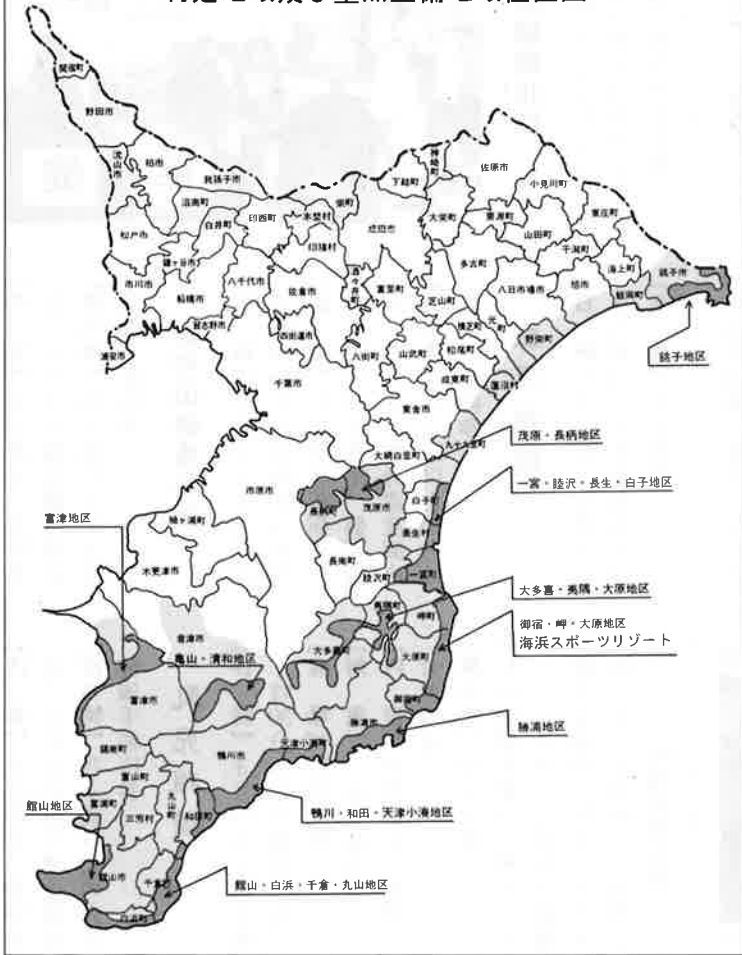 関宿町
野田市
流山市
柏市
我孫子市
沼南町
松戸市
白井町
印西町
本埜村
栄町
印旛村
成田市
下総町
神崎町
佐原市
小見川町
大栄町
栗源町
山田町
東庄町
干潟町
多古町
海上町
銚子市
鎌ヶ谷市
市川市
船橋市
八千代市
佐倉市
富里町
芝山町
八日市場市
旭市
飯岡町
習志野市
四街道市
横芝町
光町
野栄町
浦安市
八街町
山武町
松尾町
銚子地区
千葉市
成東町
蓮沼村
東金市
九十九里町
大網白里町
茂原・長柄地区
市原市
長柄町
茂原市
白子町
一宮・睦沢・長生・白子地区
富津地区
袖ヶ浦町
長生村
木更津市
長南町
睦沢町
一宮町
大多喜・夷隅・大原地区
夷隅町
岬町
君津市
御宿・岬・大原地区
海浜スポーツリゾート
亀山・清和地区
大多喜町
大原町
富津市
御宿町
勝浦市
勝浦地区
鋸南町
鴨川市
天津小湊町
富山町
館山地区
富浦町
丸山町
三芳村
和田町
鴨川・和田・天津小湊地区
館山市
千倉町
館山・白浜・千倉・丸山地区
白浜町